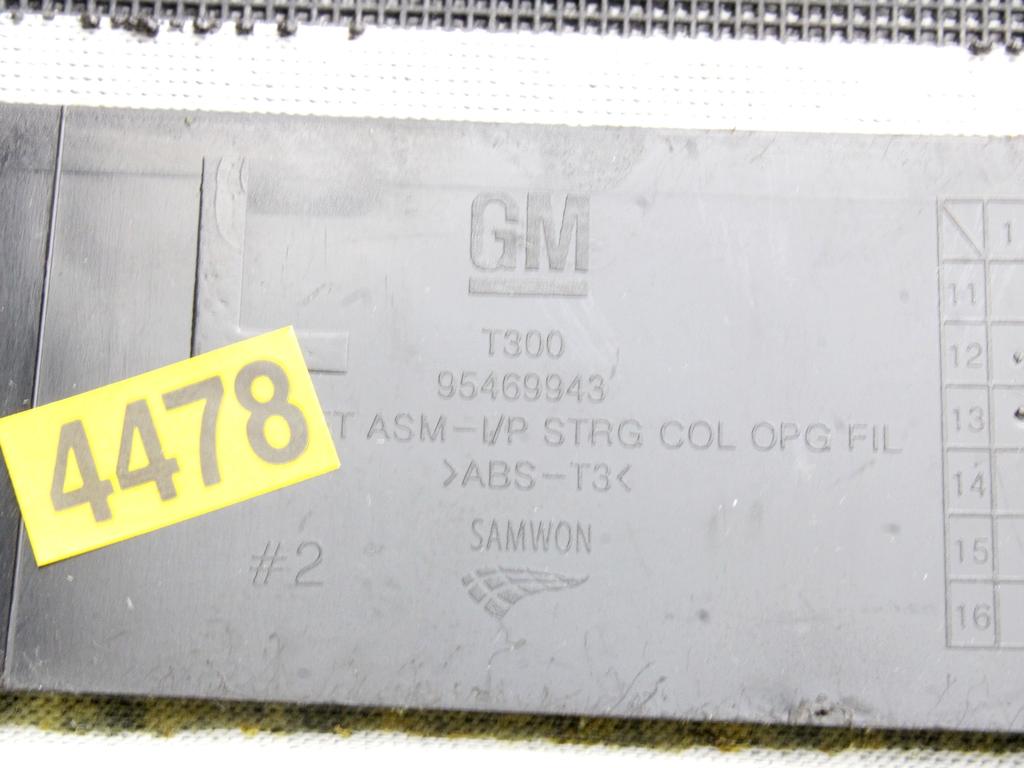 GM
T300
95469943
T ASM-I/P STRG COL OPG FIL
>ABS-T3<
4478
#2
SAMWON
1
11
12
13
14
15
16